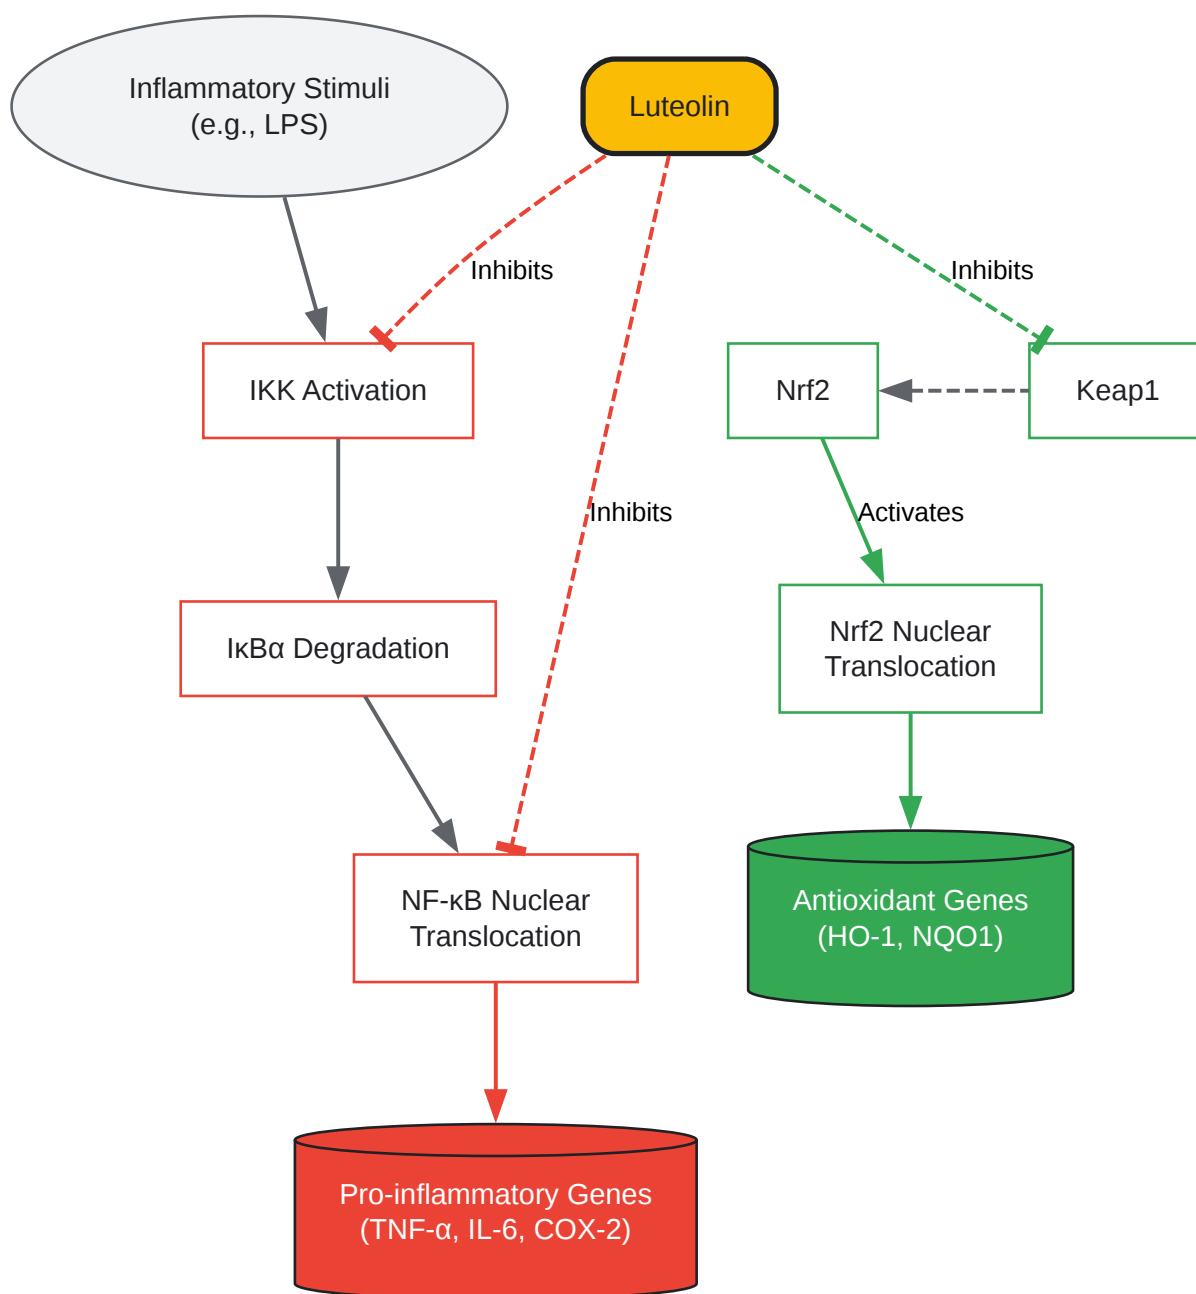 Inflammatory Stimuli
(e.g., LPS)
Luteolin
Inhibits
Inhibits
IKK Activation
Nrf2
Keap1
Inhibits
Activates
IκBα Degradation
Nrf2 Nuclear
Translocation
NF-κB Nuclear
Translocation
Antioxidant Genes
(HO-1, NQO1)
Pro-inflammatory Genes
(TNF-α, IL-6, COX-2)